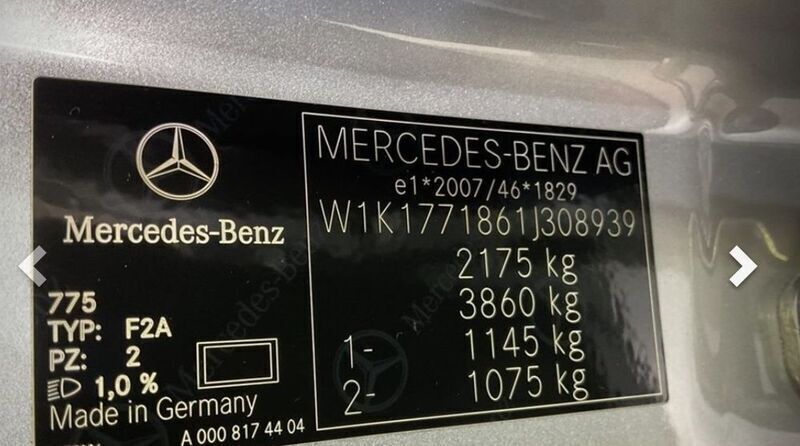 Mercedes-Benz
775
TYP: F2A
PZ: 2
1,0 %
Made in Germany
A 000 817 44 04
MERCEDES-BENZ AG
e1*2007/46*1829
W1K1771861J308939
2175 kg
3860 kg
1- 1145 kg
2- 1075 kg